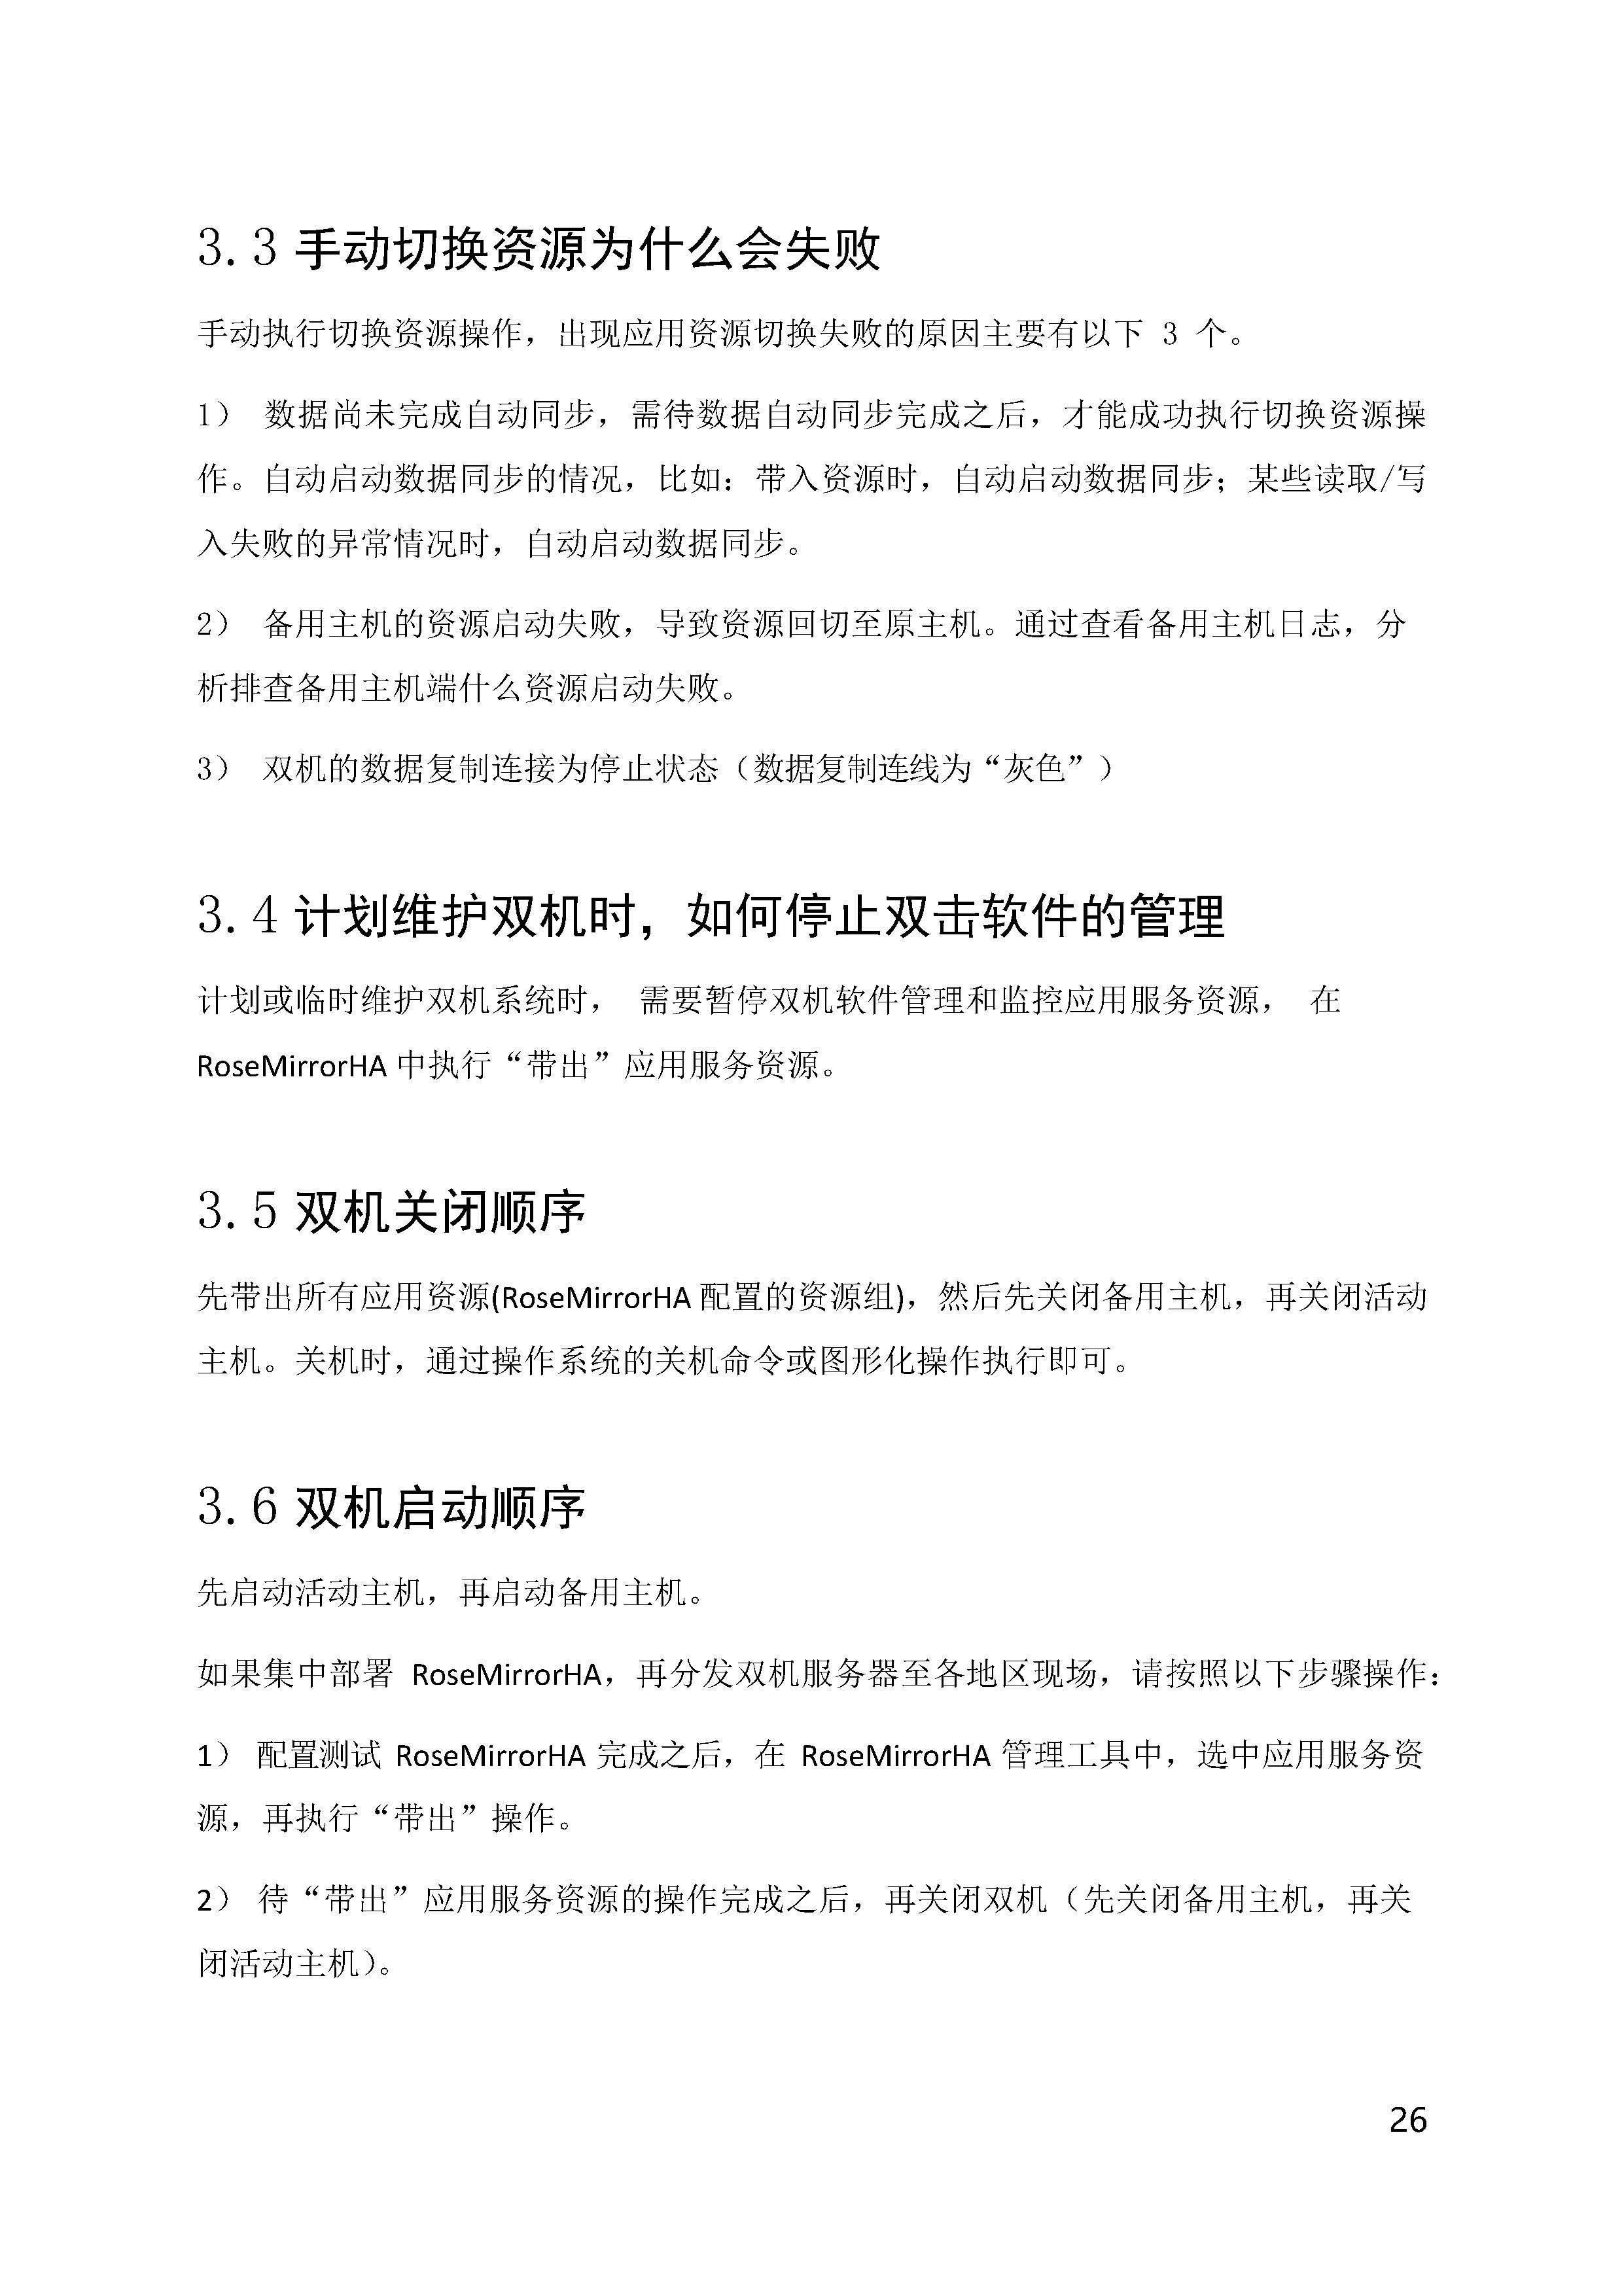 3.3 手动切换资源为什么会失败
手动执行切换资源操作，出现应用资源切换失败的原因主要有以下 3 个。
1） 数据尚未完成自动同步，需待数据自动同步完成之后，才能成功执行切换资源操
作。自动启动数据同步的情况，比如：带入资源时，自动启动数据同步；某些读取/写
入失败的异常情况时，自动启动数据同步。
2） 备用主机的资源启动失败，导致资源回切至原主机。通过查看备用主机日志，分
析排查备用主机端什么资源启动失败。
3） 双机的数据复制连接为停止状态（数据复制连线为“灰色”）
3.4 计划维护双机时，如何停止双击软件的管理
计划或临时维护双机系统时， 需要暂停双机软件管理和监控应用服务资源， 在
RoseMirrorHA 中执行“带出”应用服务资源。
3.5 双机关闭顺序
先带出所有应用资源(RoseMirrorHA 配置的资源组)，然后先关闭备用主机，再关闭活动
主机。关机时，通过操作系统的关机命令或图形化操作执行即可。
3.6 双机启动顺序
先启动活动主机，再启动备用主机。
如果集中部署 RoseMirrorHA，再分发双机服务器至各地区现场，请按照以下步骤操作：
1） 配置测试 RoseMirrorHA 完成之后，在 RoseMirrorHA 管理工具中，选中应用服务资
源，再执行“带出”操作。
2） 待“带出”应用服务资源的操作完成之后，再关闭双机（先关闭备用主机，再关
闭活动主机）。
26